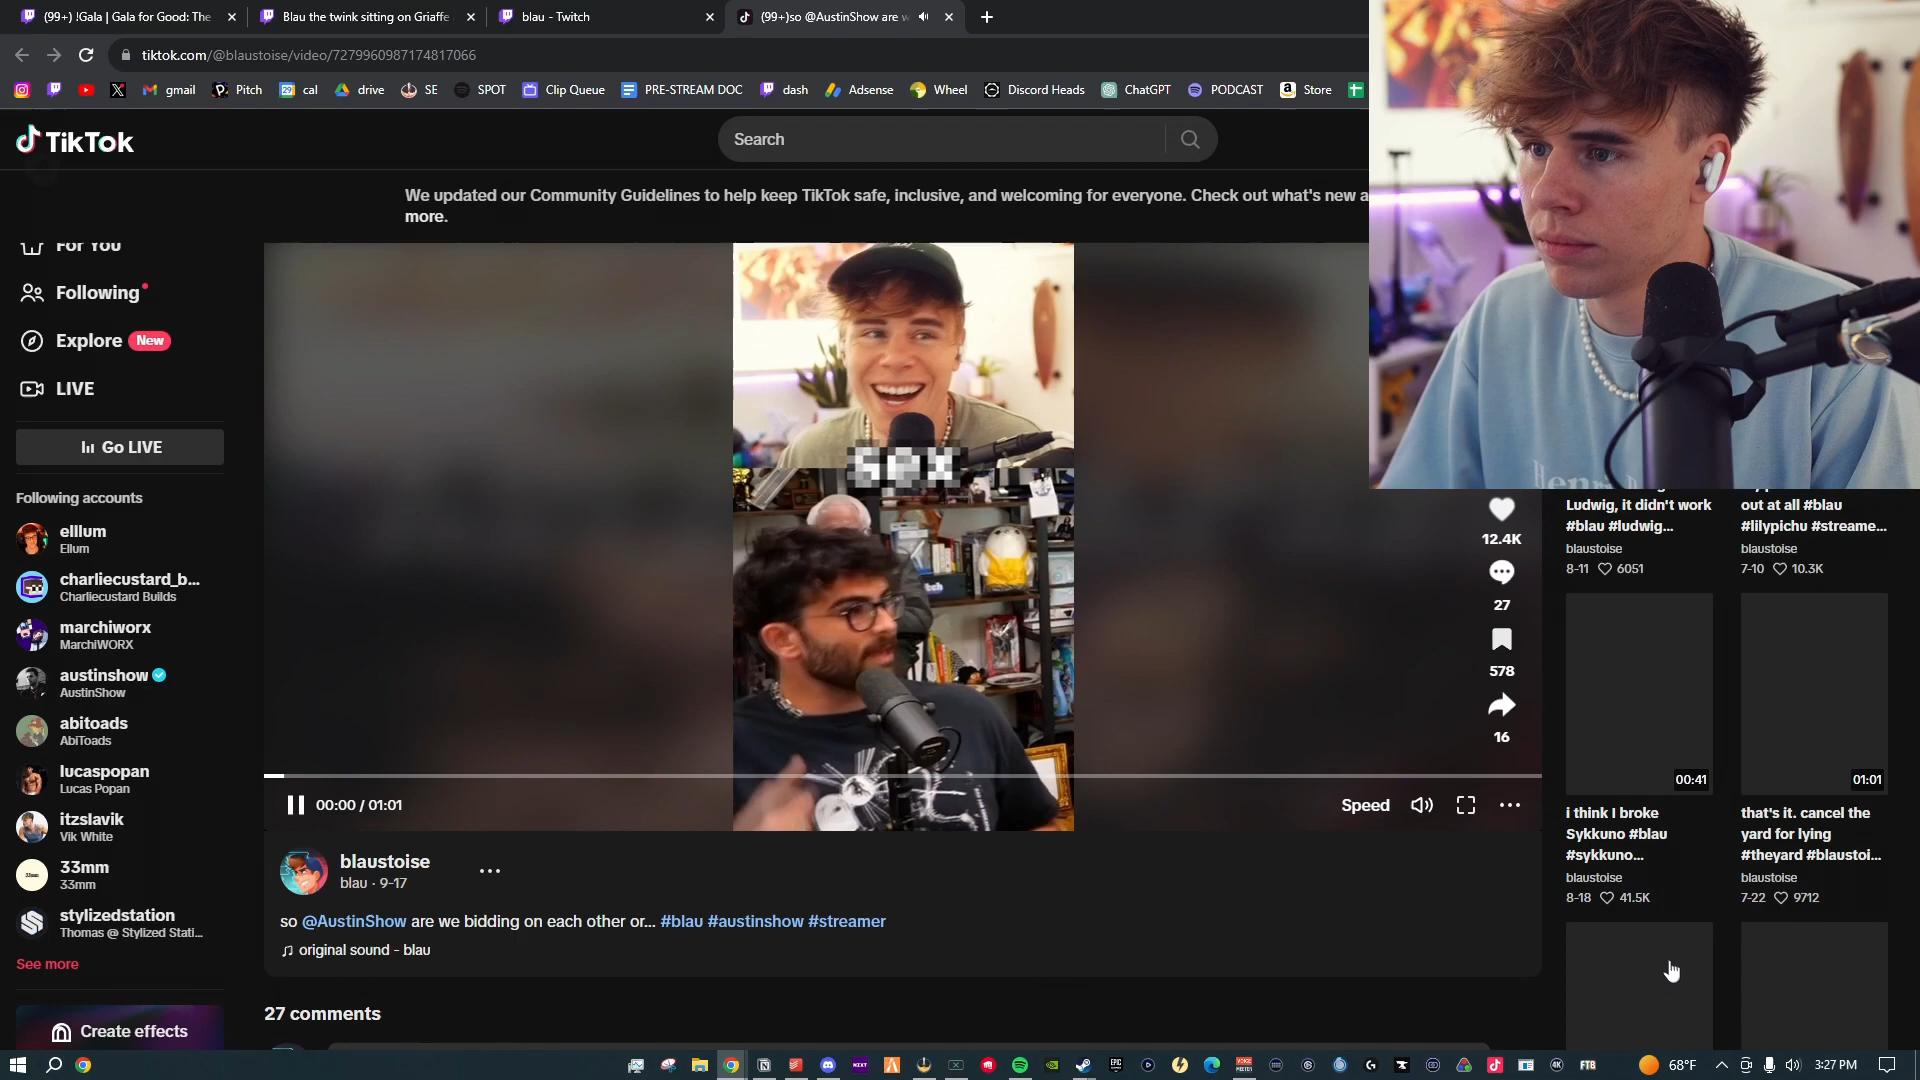 (99+) !Gala | Gala for Good: The
Blau the twink sitting on Griaffe
blau - Twitch
(99+)so @AustinShow are w
tiktok.com/@blaustoise/video/7279960987174817066
gmail
Pitch
cal
drive
SE
SPOT
Clip Queue
PRE-STREAM DOC
dash
Adsense
Wheel
Discord Heads
ChatGPT
PODCAST
Store
TikTok
Search
We updated our Community Guidelines to help keep TikTok safe, inclusive, and welcoming for everyone. Check out what's new a
more.
For You
Following
Explore New
LIVE
Go LIVE
Following accounts
elllum
Ellum
charliecustard_b...
Charliecustard Builds
marchiworx
MarchiWORX
austinshow
AustinShow
abitoads
AbiToads
lucaspopan
Lucas Popan
itzslavik
Vik White
33mm
33mm
stylizedstation
Thomas @ Stylized Stati...
See more
Create effects
12.4K
27
578
16
00:00 / 01:01
Speed
blaustoise
blau · 9-17
so @AustinShow are we bidding on each other or... #blau #austinshow #streamer
original sound - blau
27 comments
Ludwig, it didn't work
#blau #ludwig...
blaustoise
8-11 6051
out at all #blau
#lilypichu #streame...
blaustoise
7-10 10.3K
00:41
i think I broke
Sykkuno #blau
#sykkuno...
blaustoise
8-18 41.5K
01:01
that's it. cancel the
yard for lying
#theyard #blaustoi...
blaustoise
7-22 9712
68°F
3:27 PM